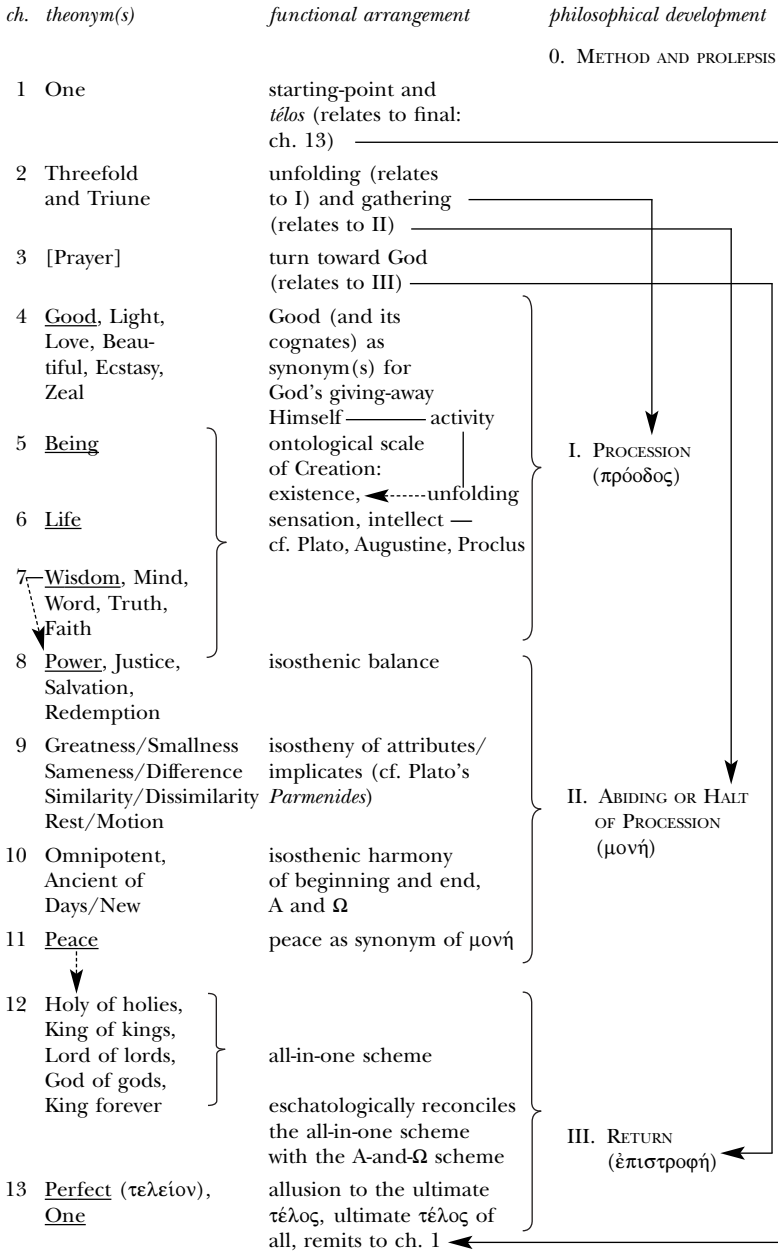 ch. theonym(s) functional arrangement philosophical development
0. Method and prolepsis
1 One starting-point and
télos (relates to final:
ch. 13)
2 Threefold unfolding (relates
and Triune to I) and gathering
(relates to II)
3 [Prayer] turn toward God
(relates to III)
4 Good, Light, Good (and its
Love, Beau- cognates) as
tiful, Ecstasy, synonym(s) for
Zeal God's giving-away
Himself activity
5 Being ontological scale I. Procession
of Creation: (πρόοδος)
existence, unfolding
6 Life sensation, intellect —
cf. Plato, Augustine, Proclus
7 Wisdom, Mind,
Word, Truth,
Faith
8 Power, Justice, isosthenic balance
Salvation,
Redemption
9 Greatness/Smallness isostheny of attributes/
Sameness/Difference implicates (cf. Plato's
Similarity/Dissimilarity Parmenides) II. Abiding or Halt
Rest/Motion of Procession
(μονή)
10 Omnipotent, isosthenic harmony
Ancient of of beginning and end,
Days/New Α and Ω
11 Peace peace as synonym of μονή
12 Holy of holies,
King of kings,
Lord of lords, all-in-one scheme
God of gods,
King forever eschatologically reconciles
the all-in-one scheme III. Return
with the Α-and-Ω scheme (ἐπιστροφή)
13 Perfect (τελείον), allusion to the ultimate
One τέλος, ultimate τέλος of
all, remits to ch. 1